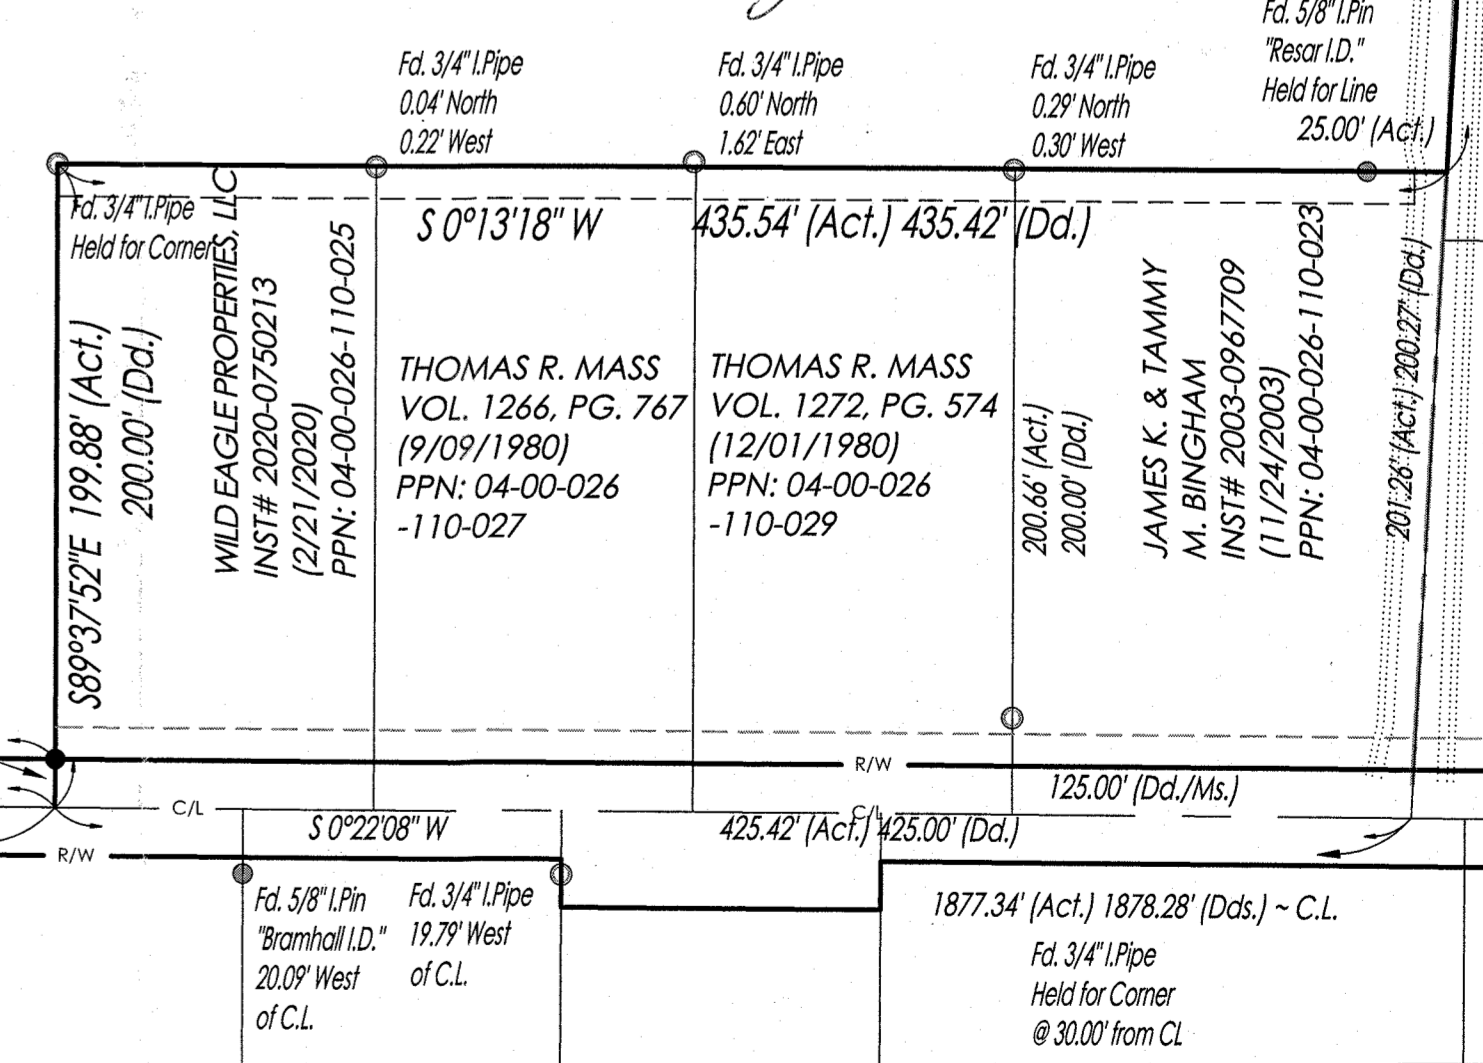 Fd. 5/8" I.Pin
"Resar I.D."
Held for Line
25.00' (Act.)
Fd. 3/4" I.Pipe
0.04' North
0.22' West
Fd. 3/4" I.Pipe
0.60' North
1.62' East
Fd. 3/4" I.Pipe
0.29' North
0.30' West
Fd. 3/4" I.Pipe
Held for Corner
S 0°13'18" W
435.54' (Act.) 435.42' (Dd.)
S89°37'52"E 199.88' (Act.)
200.00' (Dd.)
WILD EAGLE PROPERTIES, LLC
INST# 2020-0750213
(2/21/2020)
PPN: 04-00-026-110-025
THOMAS R. MASS
VOL. 1266, PG. 767
(9/09/1980)
PPN: 04-00-026
-110-027
THOMAS R. MASS
VOL. 1272, PG. 574
(12/01/1980)
PPN: 04-00-026
-110-029
200.66' (Act.)
200.00' (Dd.)
JAMES K. & TAMMY
M. BINGHAM
INST# 2003-0967709
(11/24/2003)
PPN: 04-00-026-110-023
201.26' (Act.) 200.27' (Dd.)
R/W
125.00' (Dd./Ms.)
C/L
C/L
S 0°22'08" W
425.42' (Act.) 425.00' (Dd.)
R/W
Fd. 5/8" I.Pin
"Bramhall I.D."
20.09' West
of C.L.
Fd. 3/4" I.Pipe
19.79' West
of C.L.
1877.34' (Act.) 1878.28' (Dds.) ~ C.L.
Fd. 3/4" I.Pipe
Held for Corner
@ 30.00' from CL